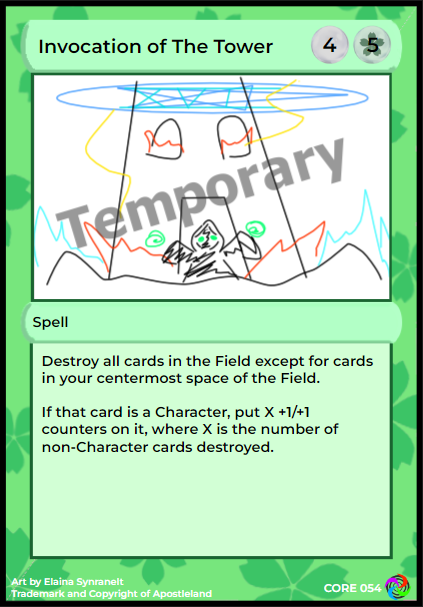 Invocation of The Tower
4
5
Temporary
Spell
Destroy all cards in the Field except for cards
in your centermost space of the Field.
If that card is a Character, put X +1/+1
counters on it, where X is the number of
non-Character cards destroyed.
Art by Elaina Synranelt
Trademark and Copyright of Apostleland
CORE 054